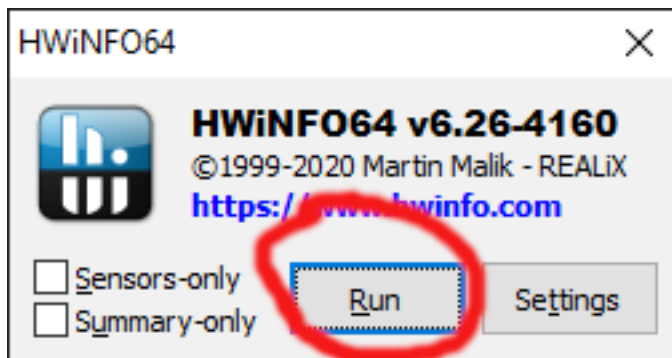 HWiNFO64
HWiNFO64 v6.26-4160
©1999-2020 Martin Malik - REALiX
https://www.hwinfo.com
Sensors-only
Summary-only
Run
Settings